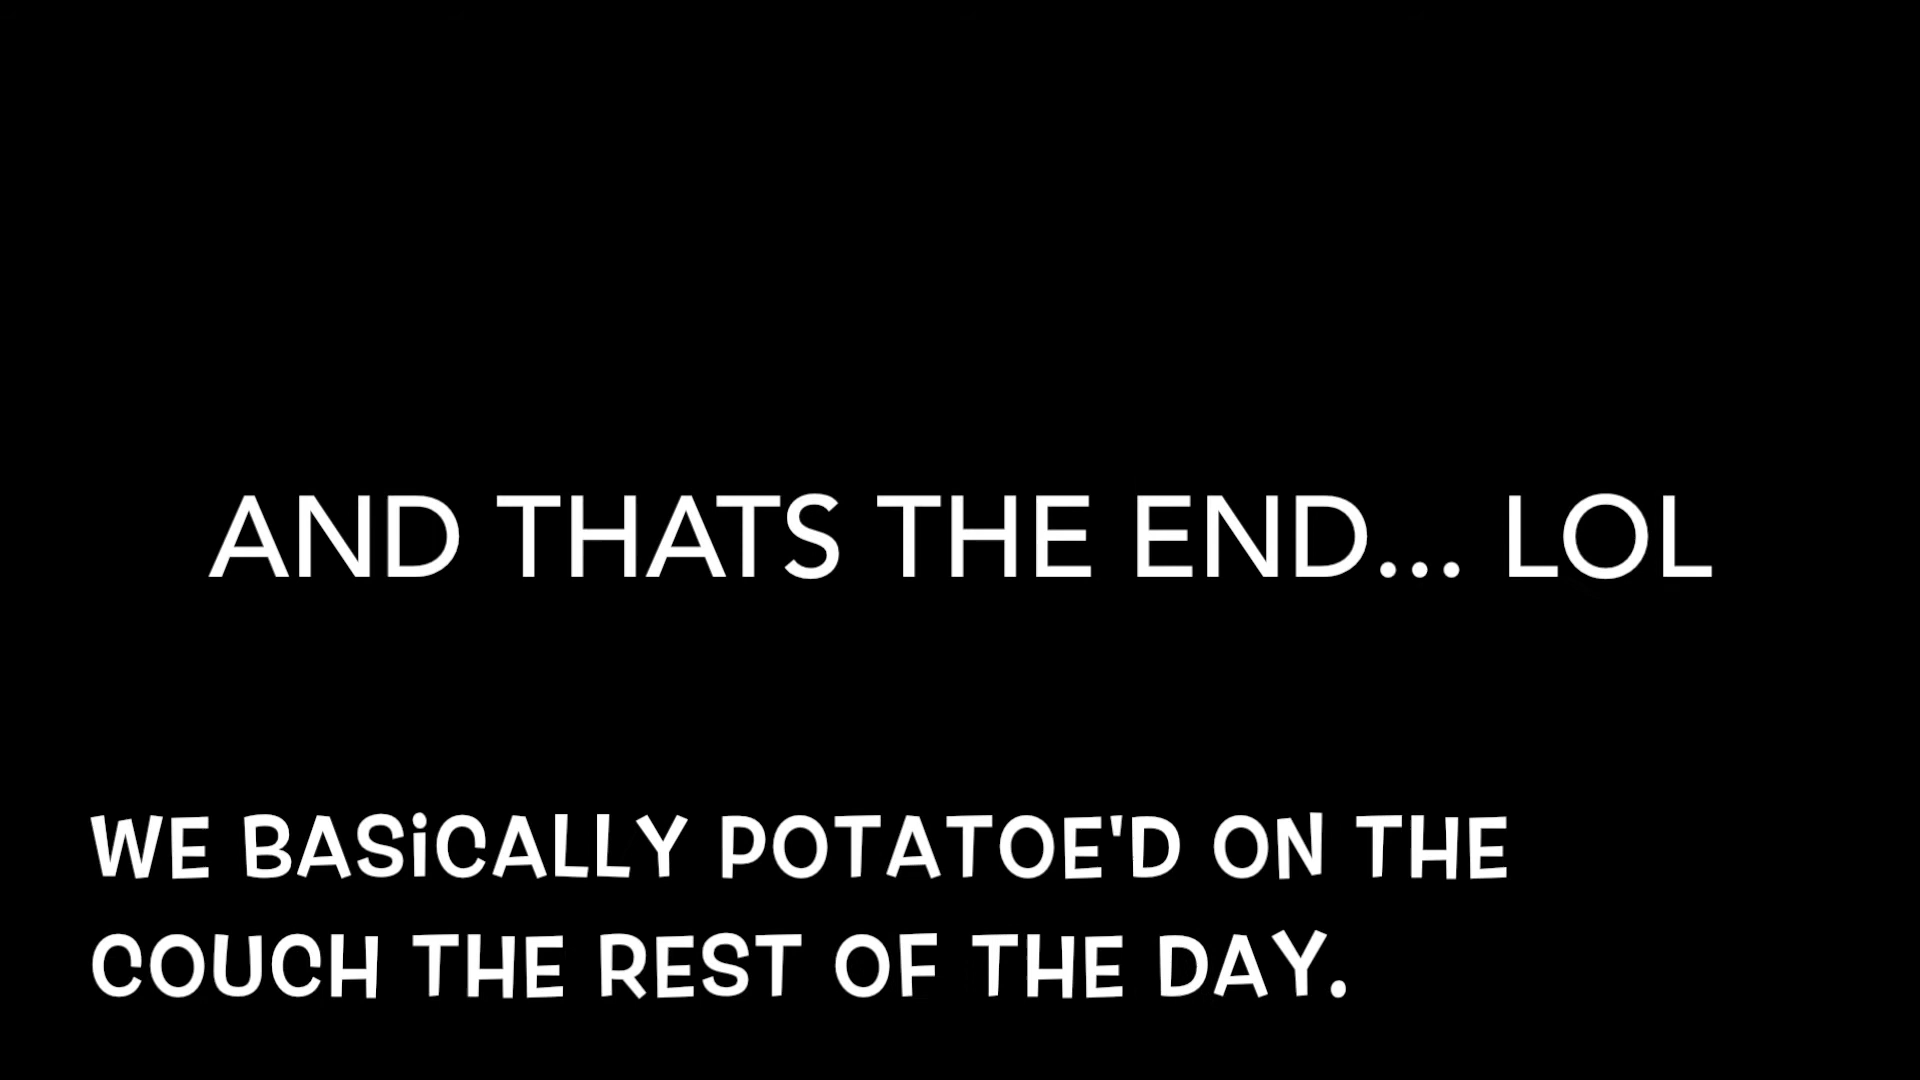 AND THATS THE END... LOL
WE BASiCALLY POTATOE'D ON THE
COUCH THE REST OF THE DAY.